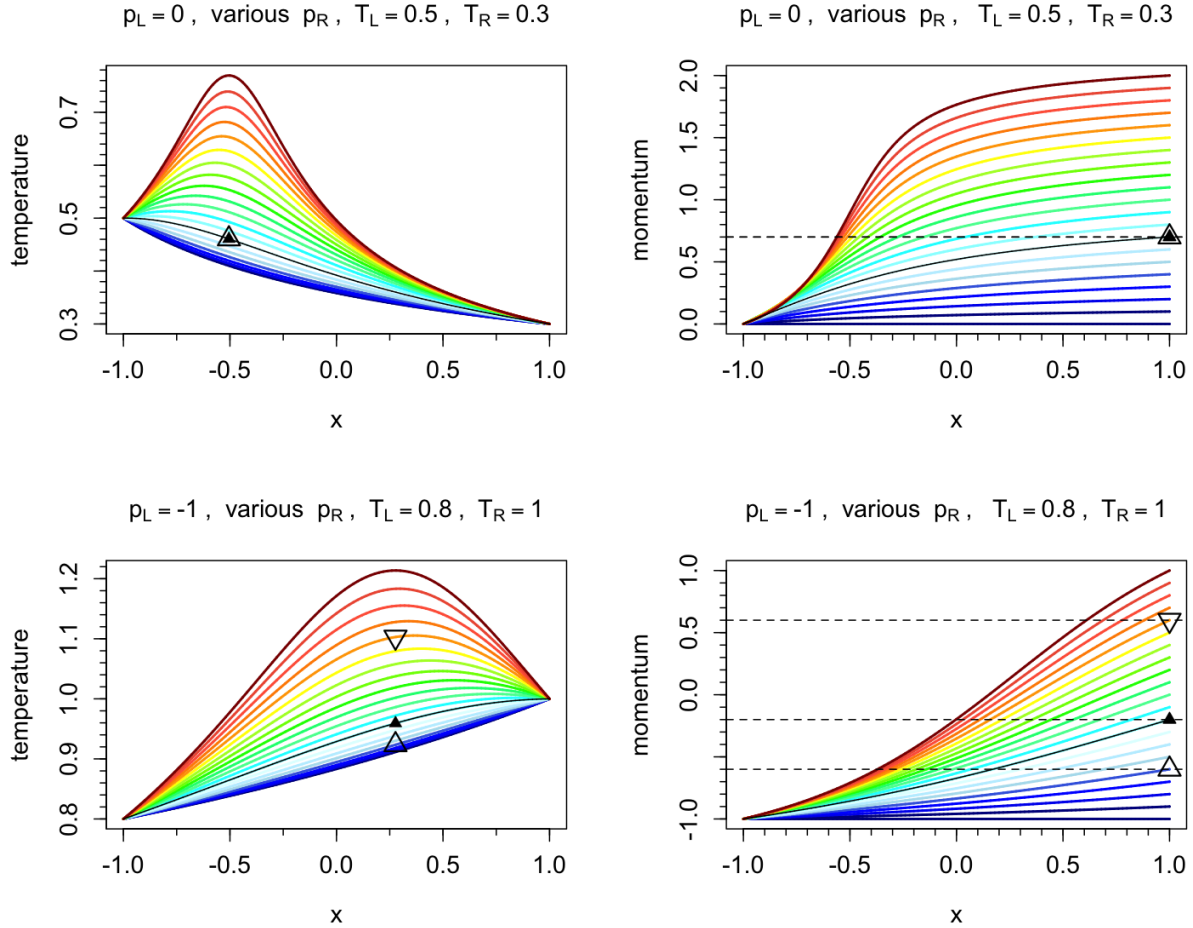 p_L = 0 , various p_R , T_L = 0.5 , T_R = 0.3
temperature
0.7
0.5
0.3
-1.0 -0.5 0.0 0.5 1.0
x
p_L = 0 , various p_R , T_L = 0.5 , T_R = 0.3
momentum
2.0
1.5
1.0
0.5
0.0
-1.0 -0.5 0.0 0.5 1.0
x
p_L = -1 , various p_R , T_L = 0.8 , T_R = 1
temperature
1.2
1.1
1.0
0.9
0.8
-1.0 -0.5 0.0 0.5 1.0
x
p_L = -1 , various p_R , T_L = 0.8 , T_R = 1
momentum
1.0
0.5
0.0
-1.0
-1.0 -0.5 0.0 0.5 1.0
x